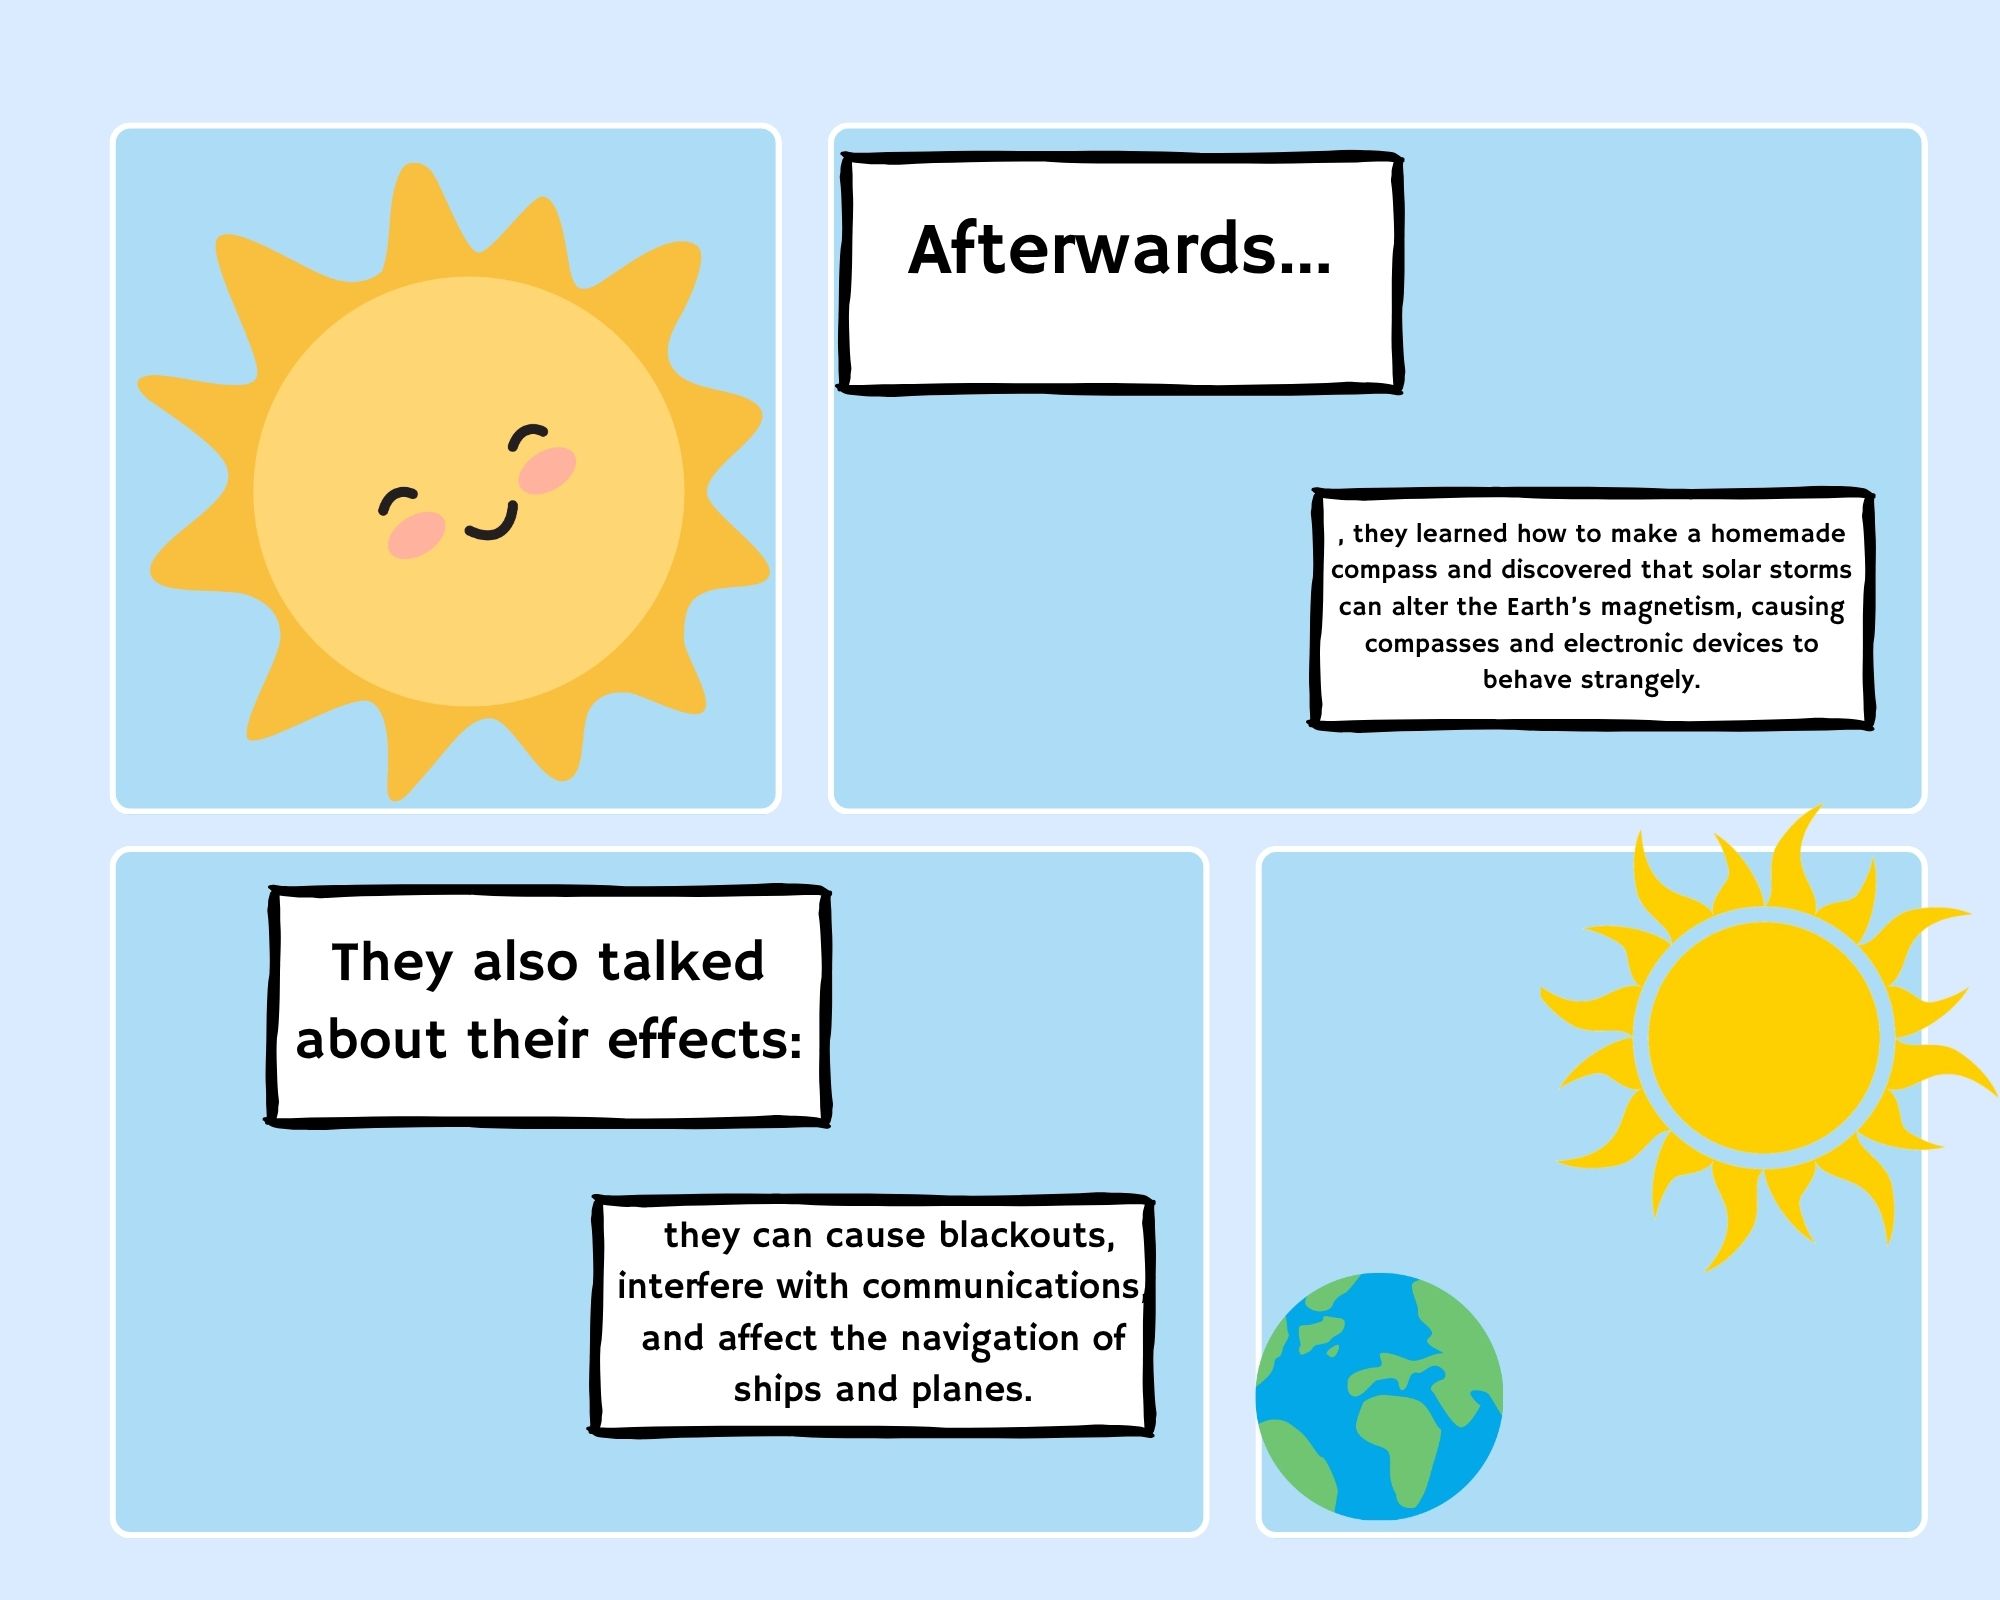 Afterwards...
, they learned how to make a homemade
compass and discovered that solar storms
can alter the Earth's magnetism, causing
compasses and electronic devices to
behave strangely.
They also talked
about their effects:
they can cause blackouts,
interfere with communications,
and affect the navigation of
ships and planes.